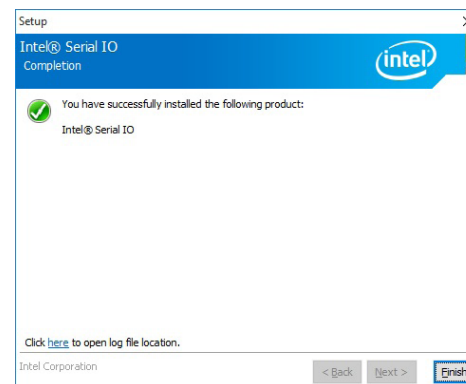 Setup
Intel® Serial IO
Completion
intel
You have successfully installed the following product:
Intel® Serial IO
Click here to open log file location.
Intel Corporation
< Back Next > Finish